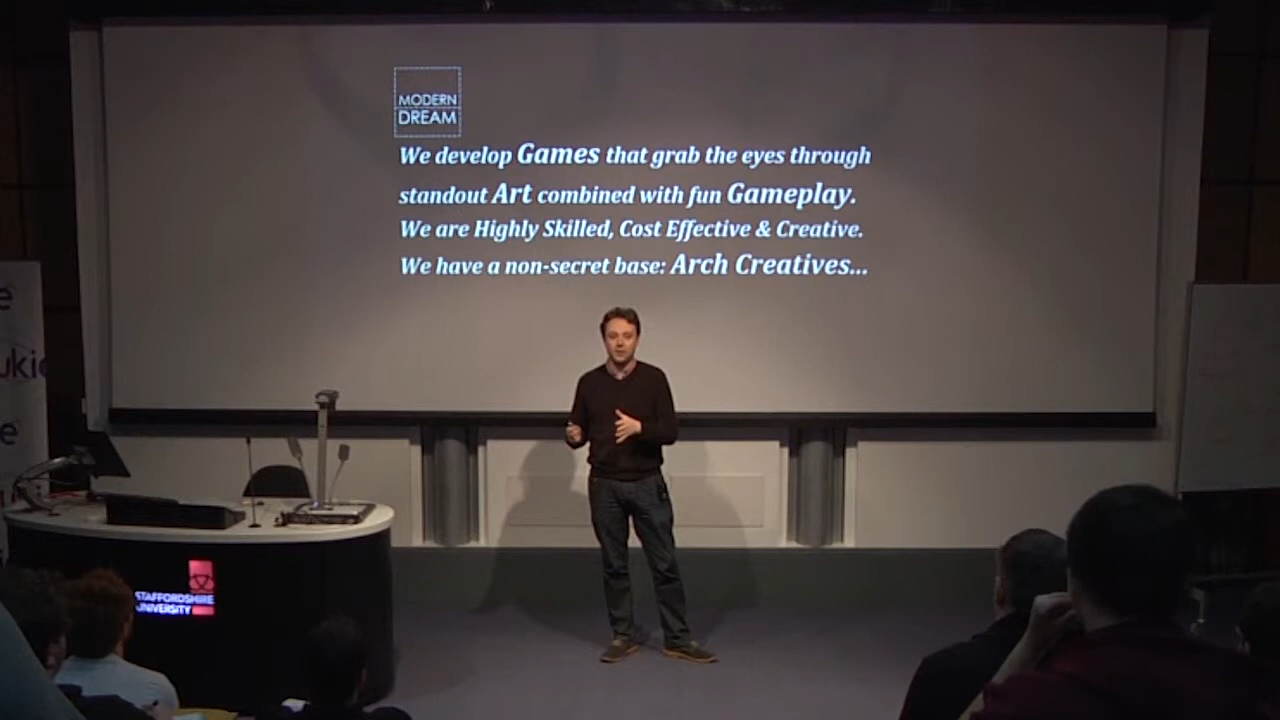 MODERN
DREAM
We develop Games that grab the eyes through
standout Art combined with fun Gameplay.
We are Highly Skilled, Cost Effective & Creative.
We have a non-secret base: Arch Creatives...
ukie
STAFFORDSHIRE
UNIVERSITY